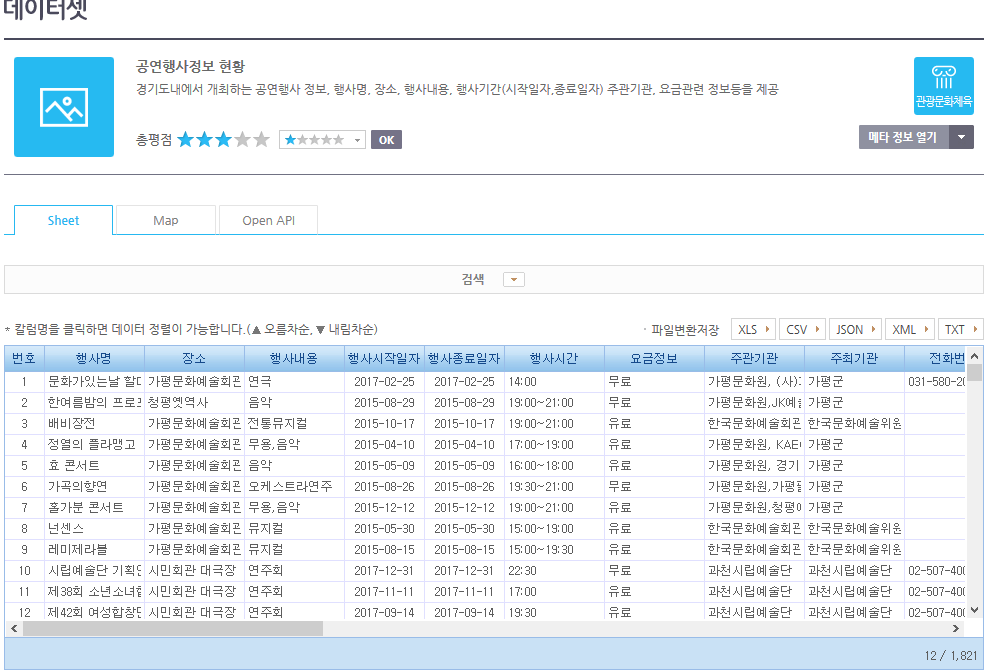 데이터셋
공연행사정보 현황
경기도내에서 개최하는 공연행사 정보, 행사명, 장소, 행사내용, 행사기간(시작일자,종료일자) 주관기관, 요금관련 정보등을 제공
관광문화체육
총평점 OK
메타 정보 열기
Sheet Map Open API
검색
* 칼럼명을 클릭하면 데이터 정렬이 가능합니다.(▲ 오름차순, ▼ 내림차순) · 파일변환저장 XLS CSV JSON XML TXT
번호 행사명 장소 행사내용 행사시작일자 행사종료일자 행사시간 요금정보 주관기관 주최기관 전화번
1 문화가있는날 할 가평문화예술회관 연극 2017-02-25 2017-02-25 14:00 무료 가평문화원, (사) 가평군 031-580-20
2 한여름밤의 프로 청평옛역사 음악 2015-08-29 2015-08-29 19:00~21:00 무료 가평문화원,JK예 가평군
3 배비장전 가평문화예술회관 전통뮤지컬 2015-10-17 2015-10-17 19:00~21:00 유료 한국문화예술회관 한국문화예술위원
4 정열의 플라맹고 가평문화예술회관 무용,음악 2015-04-10 2015-04-10 17:00~19:00 유료 가평문화원, KAE 가평군
5 효 콘서트 가평문화예술회관 음악 2015-05-09 2015-05-09 16:00~18:00 유료 가평문화원, 경기 가평군
6 가곡의향연 가평문화예술회관 오케스트라연주 2015-08-26 2015-08-26 19:30~21:00 유료 가평문화원,가평 가평군
7 홀가분 콘서트 가평문화예술회관 무용,음악 2015-12-12 2015-12-12 19:00~21:00 유료 가평문화원,청평 가평군
8 넌센스 가평문화예술회관 뮤지컬 2015-05-30 2015-05-30 15:00~19:00 유료 한국문화예술회관 한국문화예술위원
9 레미제라블 가평문화예술회관 뮤지컬 2015-08-15 2015-08-15 15:00~19:30 유료 한국문화예술회관 한국문화예술위원
10 시립예술단 기획 시민회관 대극장 연주회 2017-12-31 2017-12-31 22:30 무료 과천시립예술단 과천시립예술단 02-507-400
11 제38회 소년소녀합 시민회관 대극장 연주회 2017-11-11 2017-11-11 17:00 유료 과천시립예술단 과천시립예술단 02-507-400
12 제42회 여성합창단 시민회관 대극장 연주회 2017-09-14 2017-09-14 19:30 유료 과천시립예술단 과천시립예술단 02-507-400
12 / 1,821